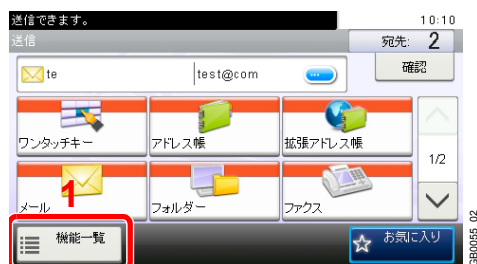 送信できます。 10:10
送信 宛先: 2
te test@com 確認
ワンタッチキー アドレス帳 拡張アドレス帳
1/2
メール フォルダー ファクス
1
機能一覧 お気に入り
GB0055_02